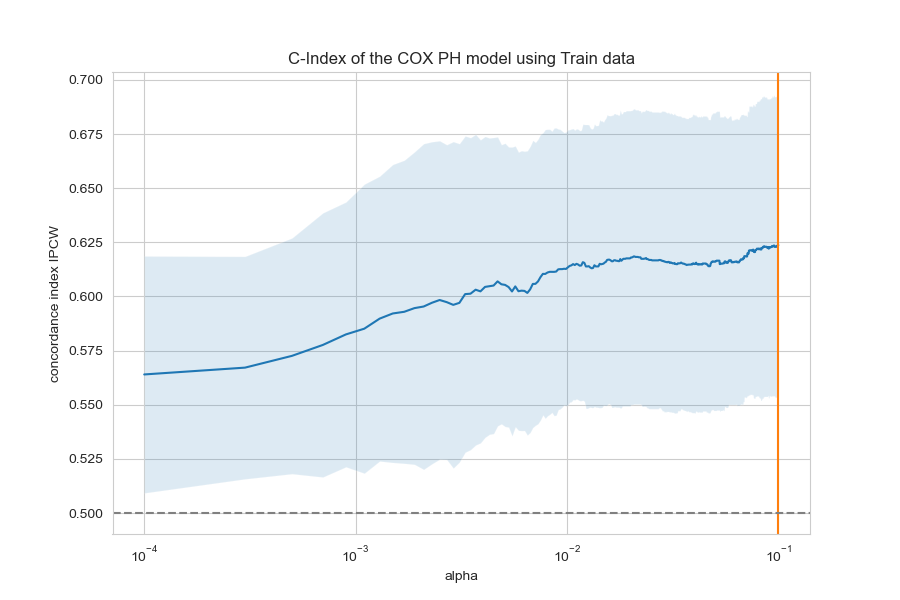 C-Index of the COX PH model using Train data
concordance index IPCW
0.700
0.675
0.650
0.625
0.600
0.575
0.550
0.525
0.500
10⁻⁴ 10⁻³ 10⁻² 10⁻¹
alpha